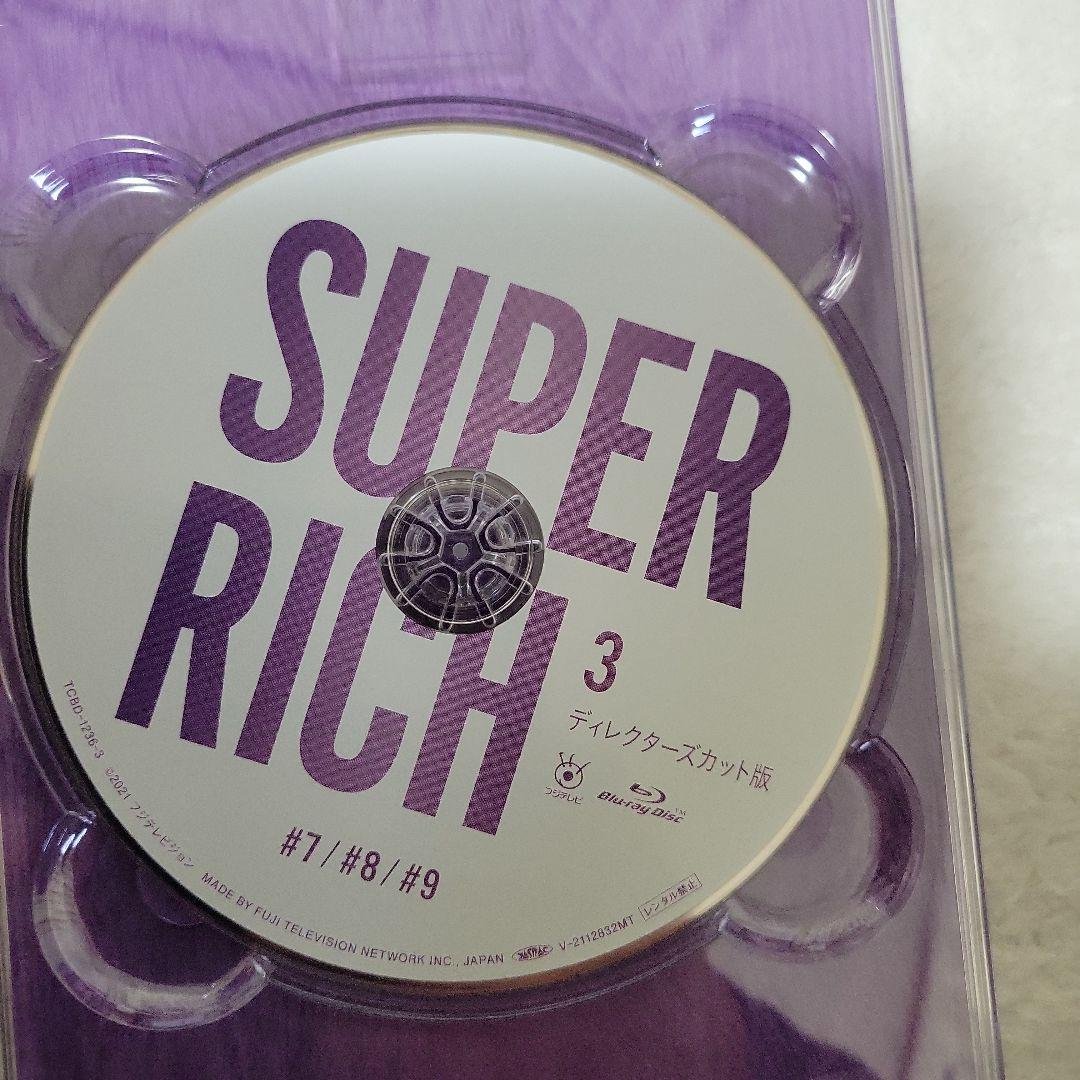 SUPER
RICH
3
ディレクターズカット版
フジテレビ
Blu-ray Disc™
#7/#8/#9
TCBD-1236-3 ©2021 フジテレビジョン MADE BY FUJI TELEVISION NETWORK INC., JAPAN JASRAC V-2112832MT レンタル禁止